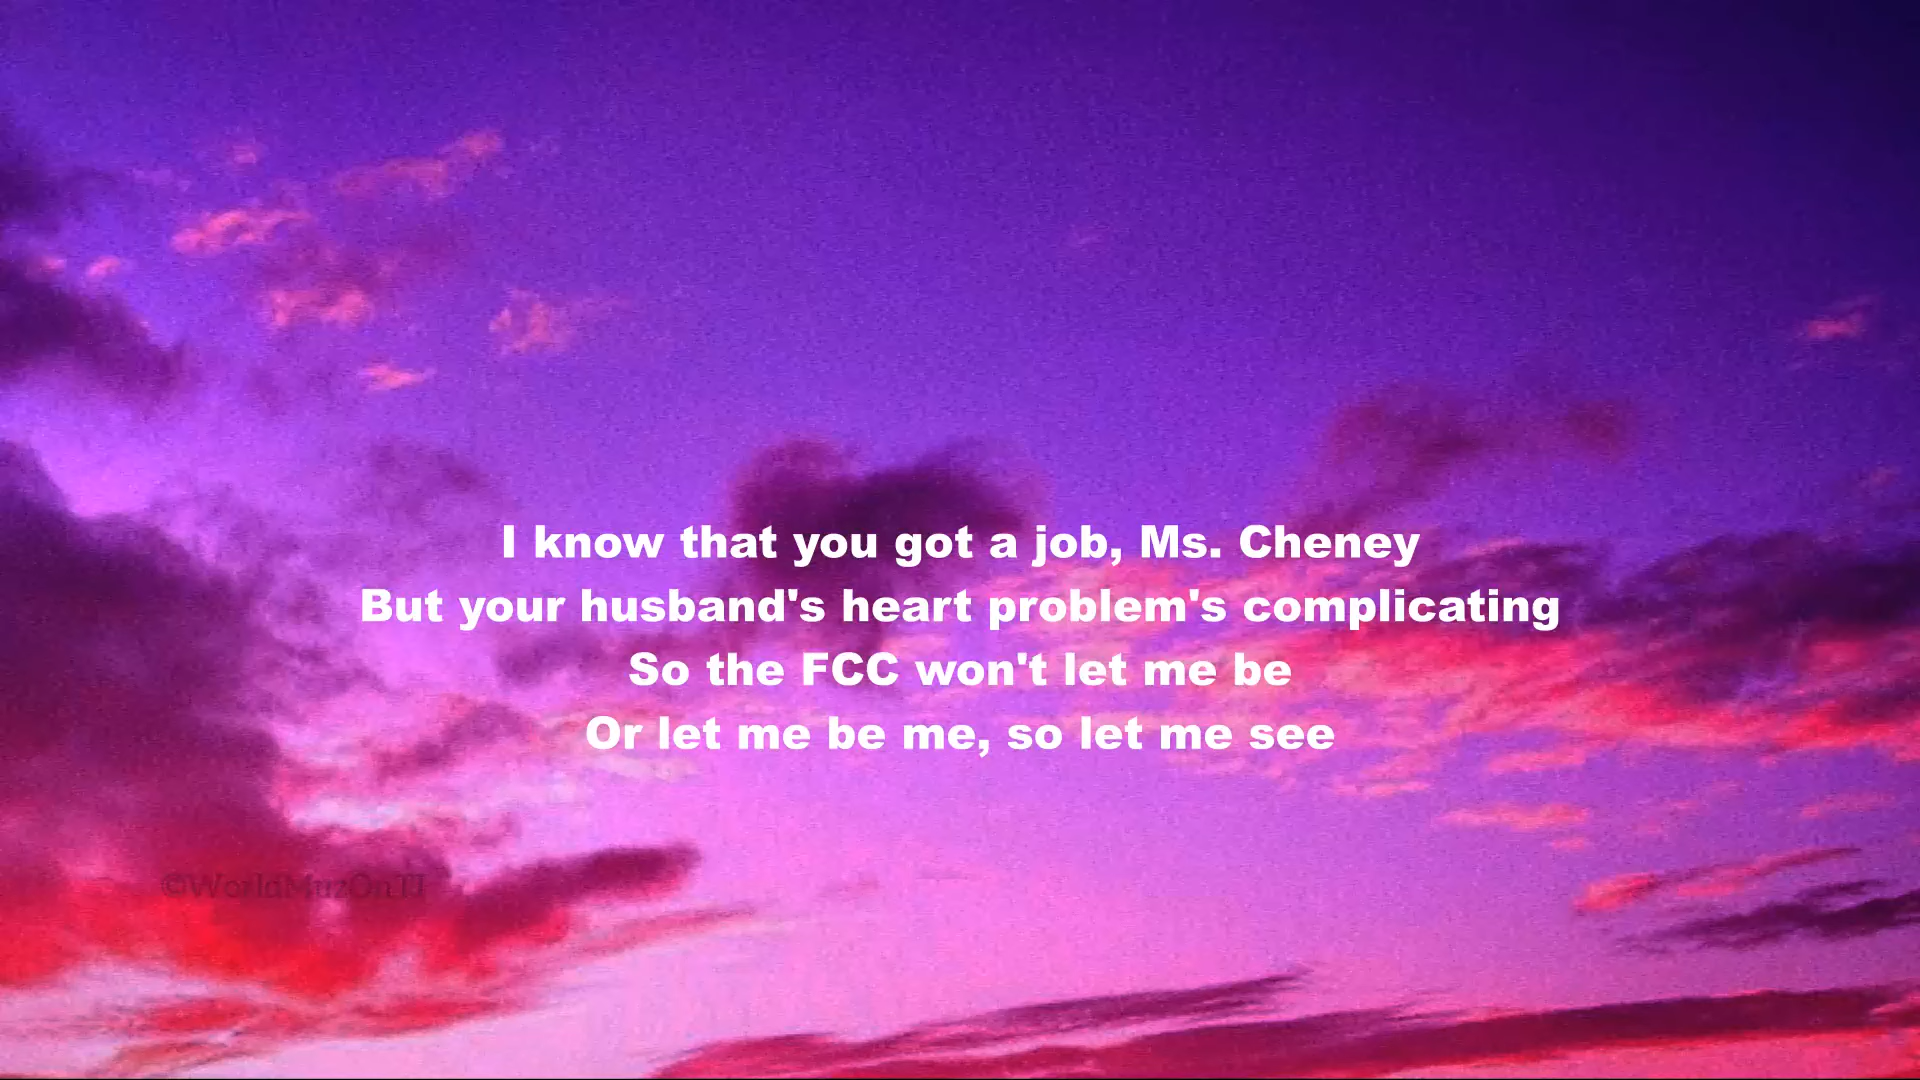 I know that you got a job, Ms. Cheney
But your husband's heart problem's complicating
So the FCC won't let me be
Or let me be me, so let me see
©WorldMuzOnTI